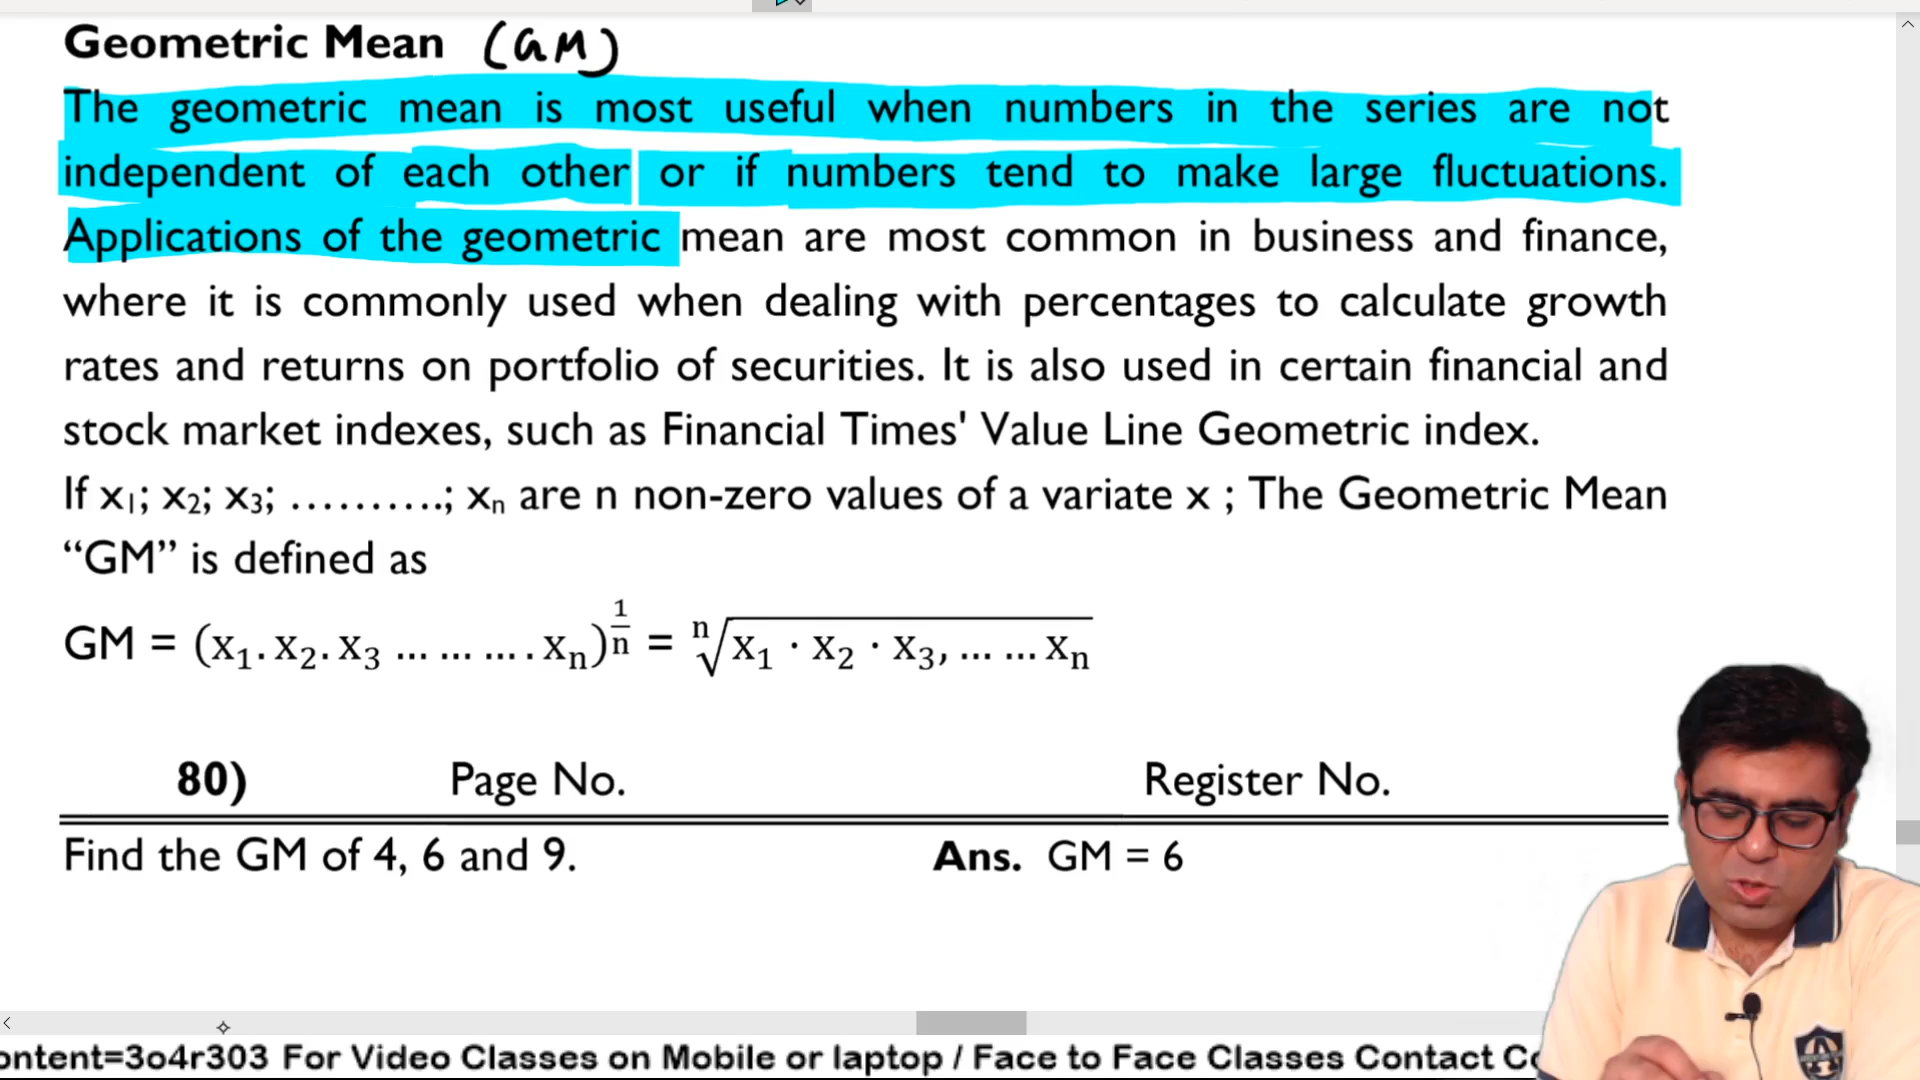 Geometric Mean (GM)
The geometric mean is most useful when numbers in the series are not
independent of each other or if numbers tend to make large fluctuations.
Applications of the geometric mean are most common in business and finance,
where it is commonly used when dealing with percentages to calculate growth
rates and returns on portfolio of securities. It is also used in certain financial and
stock market indexes, such as Financial Times' Value Line Geometric index.
If x₁; x₂; x₃; ……….; xₙ are n non-zero values of a variate x ; The Geometric Mean
“GM” is defined as
GM = (x₁. x₂. x₃ … … … . xₙ)^(1/n) = ⁿ√(x₁ · x₂ · x₃, … … xₙ)
80) Page No. Register No.
Find the GM of 4, 6 and 9. Ans. GM = 6
ontent=3o4r303 For Video Classes on Mobile or laptop / Face to Face Classes Contact